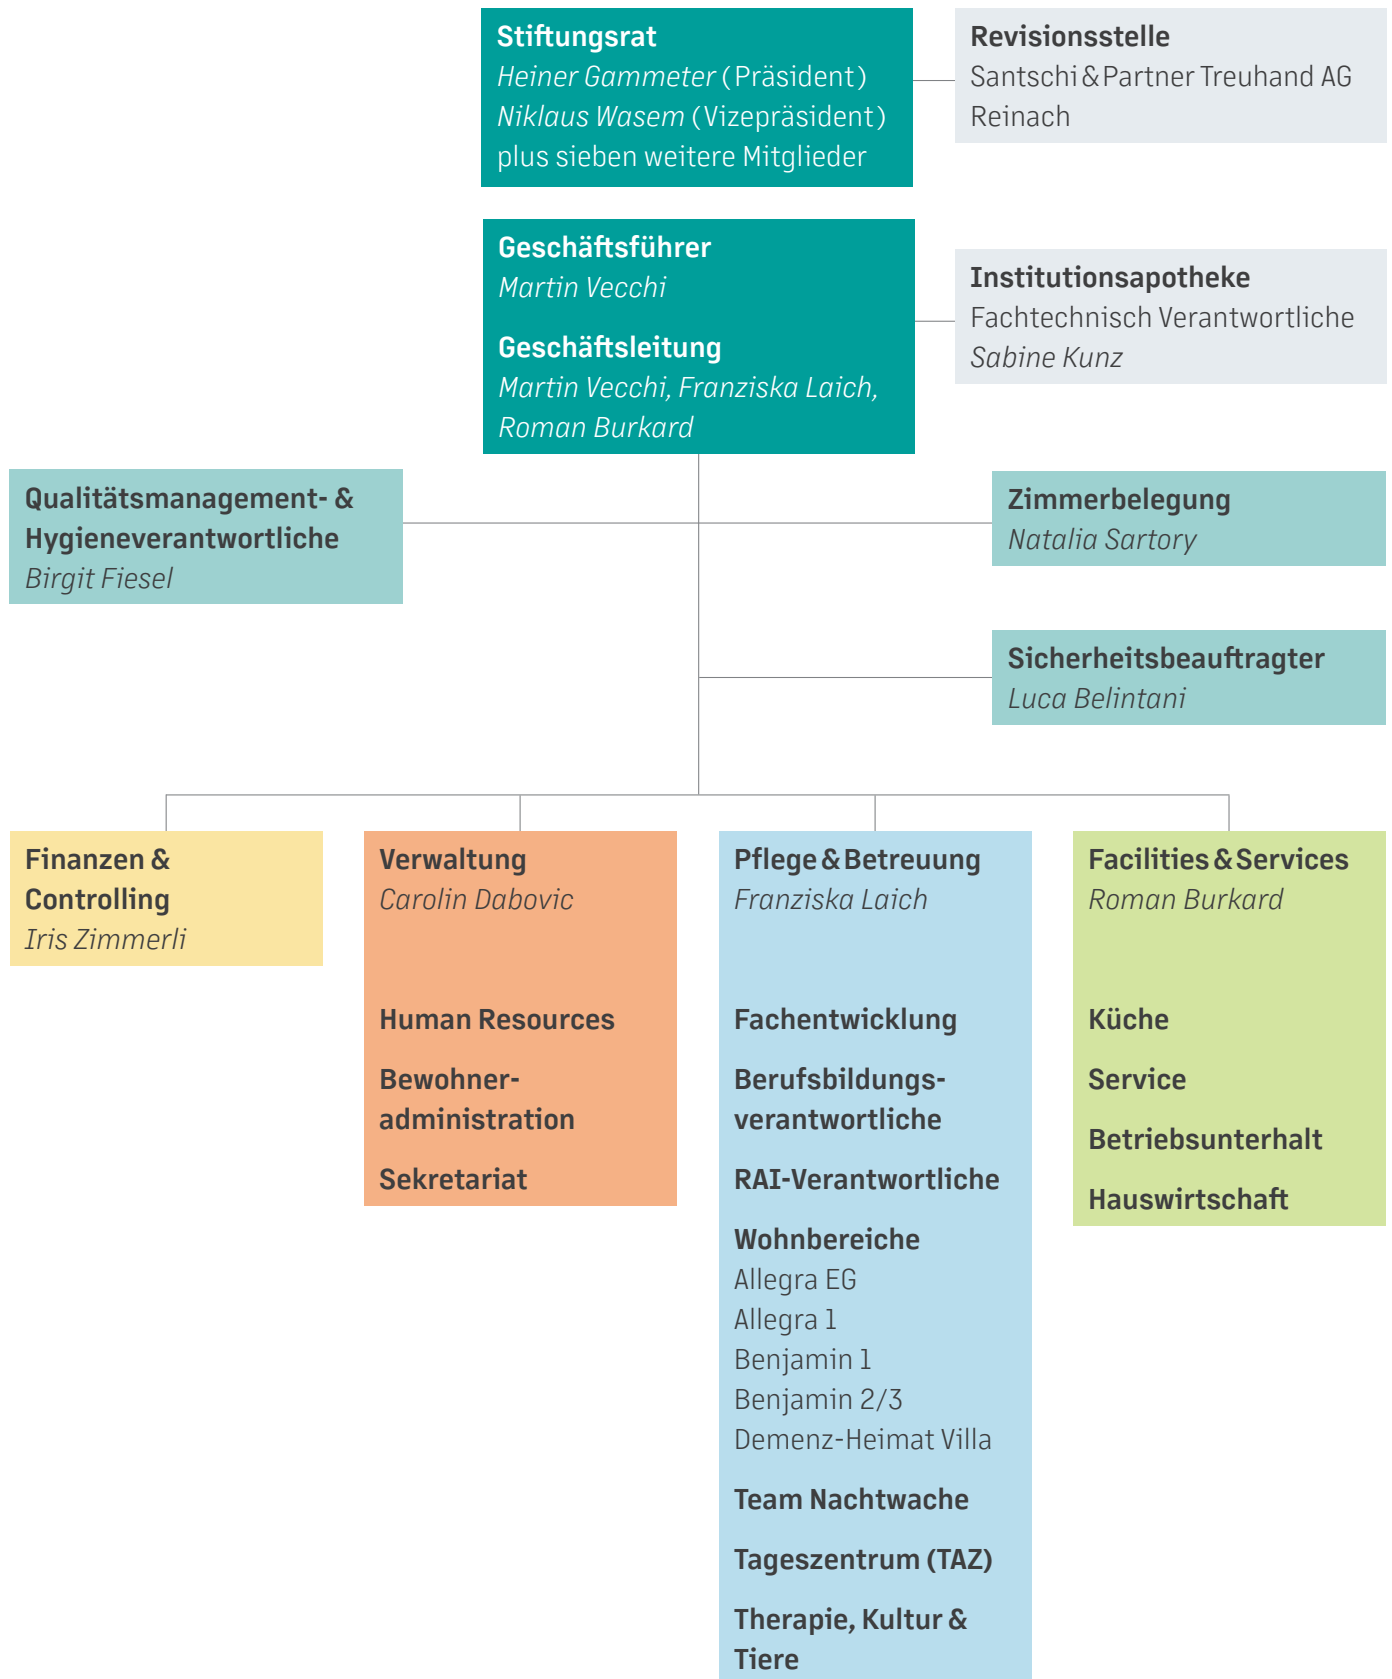 Stiftungsrat
Heiner Gammeter (Präsident)
Niklaus Wasem (Vizepräsident)
plus sieben weitere Mitglieder
Revisionsstelle
Santschi & Partner Treuhand AG
Reinach
Geschäftsführer
Martin Vecchi
Geschäftsleitung
Martin Vecchi, Franziska Laich,
Roman Burkard
Institutionsapotheke
Fachtechnisch Verantwortliche
Sabine Kunz
Qualitätsmanagement- &
Hygieneverantwortliche
Birgit Fiesel
Zimmerbelegung
Natalia Sartory
Sicherheitsbeauftragter
Luca Belintani
Finanzen &
Controlling
Iris Zimmerli
Verwaltung
Carolin Dabovic
Human Resources
Bewohner-
administration
Sekretariat
Pflege & Betreuung
Franziska Laich
Fachentwicklung
Berufsbildungs-
verantwortliche
RAI-Verantwortliche
Wohnbereiche
Allegra EG
Allegra 1
Benjamin 1
Benjamin 2/3
Demenz-Heimat Villa
Team Nachtwache
Tageszentrum (TAZ)
Therapie, Kultur &
Tiere
Facilities & Services
Roman Burkard
Küche
Service
Betriebsunterhalt
Hauswirtschaft